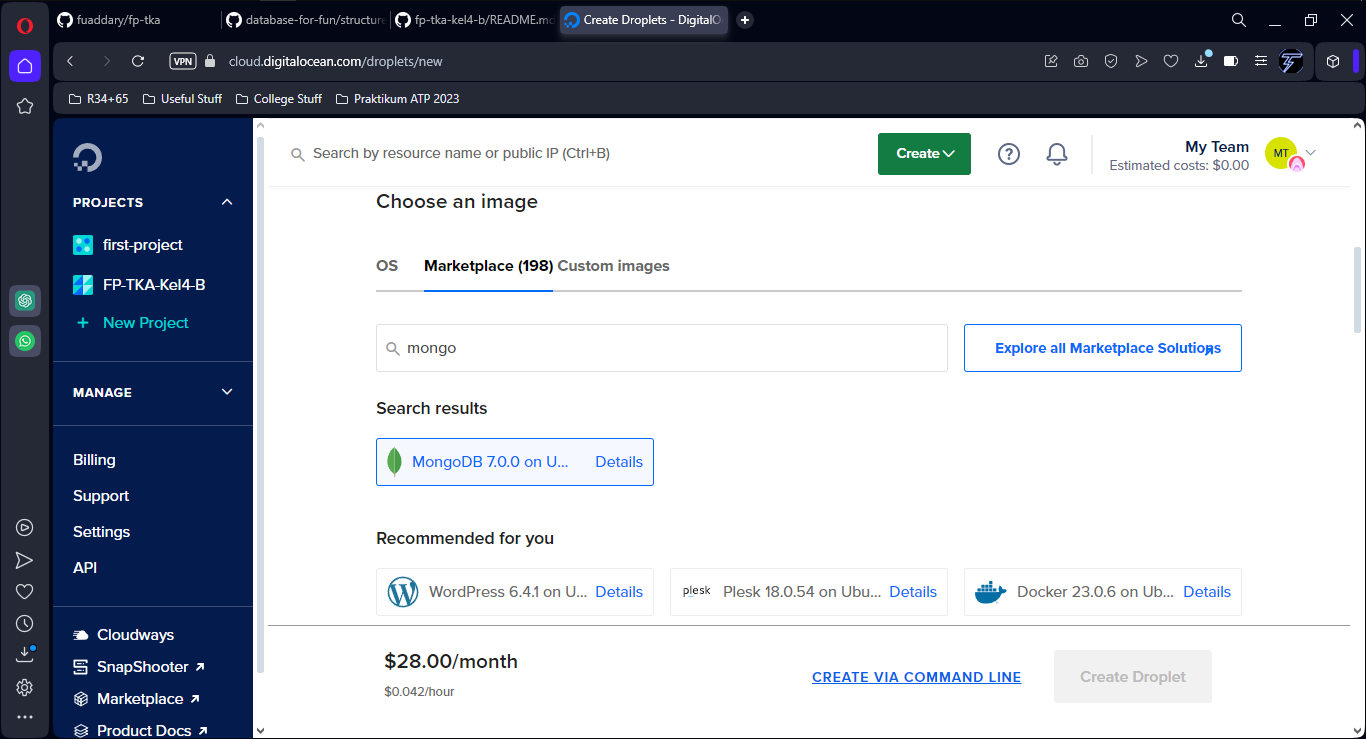 fuaddary/fp-tka
database-for-fun/structure
fp-tka-kel4-b/README.md
Create Droplets - DigitalO
VPN
cloud.digitalocean.com/droplets/new
R34+65
Useful Stuff
College Stuff
Praktikum ATP 2023
PROJECTS
first-project
FP-TKA-Kel4-B
+ New Project
MANAGE
Billing
Support
Settings
API
Cloudways
SnapShooter
Marketplace
Product Docs
Search by resource name or public IP (Ctrl+B)
Create
My Team
Estimated costs: $0.00
MT
Choose an image
OS
Marketplace (198)
Custom images
mongo
Explore all Marketplace Solutions
Search results
MongoDB 7.0.0 on U...
Details
Recommended for you
WordPress 6.4.1 on U...
Details
plesk
Plesk 18.0.54 on Ubu...
Details
Docker 23.0.6 on Ub...
Details
$28.00/month
$0.042/hour
CREATE VIA COMMAND LINE
Create Droplet